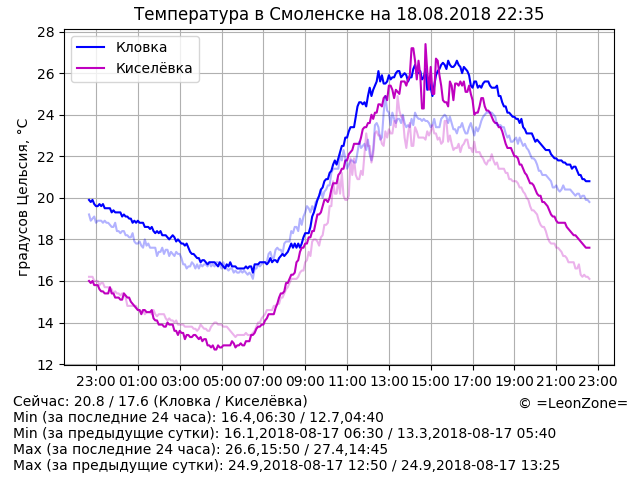 Температура в Смоленске на 18.08.2018 22:35
Кловка
Киселёвка
градусов Цельсия, °C
28
26
24
22
20
18
16
14
12
23:00 01:00 03:00 05:00 07:00 09:00 11:00 13:00 15:00 17:00 19:00 21:00 23:00
Сейчас: 20.8 / 17.6 (Кловка / Киселёвка)
© =LeonZone=
Min (за последние 24 часа): 16.4,06:30 / 12.7,04:40
Min (за предыдущие сутки): 16.1,2018-08-17 06:30 / 13.3,2018-08-17 05:40
Max (за последние 24 часа): 26.6,15:50 / 27.4,14:45
Max (за предыдущие сутки): 24.9,2018-08-17 12:50 / 24.9,2018-08-17 13:25